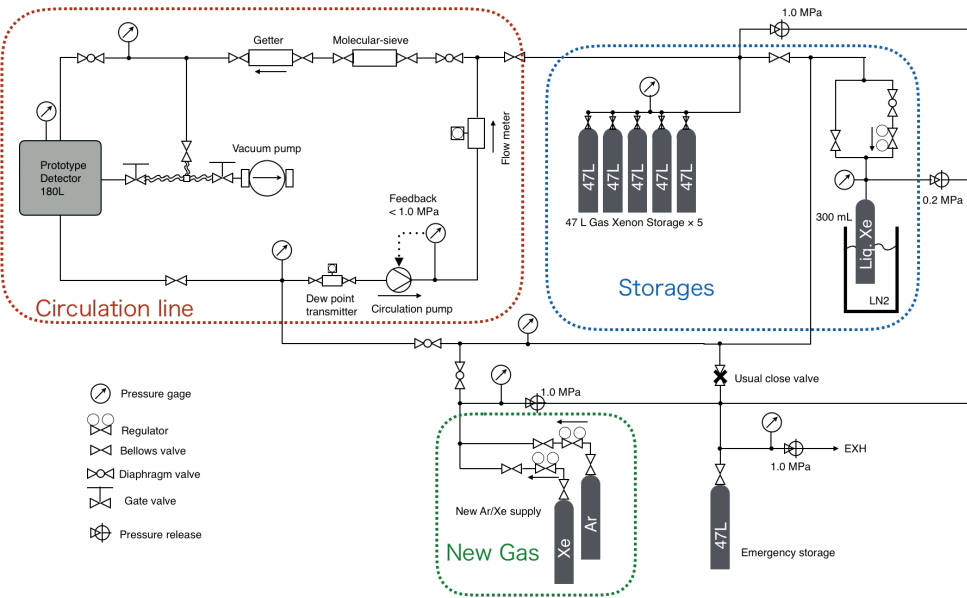 1.0 MPa
Getter
Molecular-sieve
Flow meter
Vacuum pump
Prototype
Detector
180L
Feedback
< 1.0 MPa
Dew point
transmitter
Circulation pump
Circulation line
47L
47L
47L
47L
47L
47 L Gas Xenon Storage × 5
Storages
300 mL
Liq. Xe
LN2
0.2 MPa
Usual close valve
1.0 MPa
EXH
1.0 MPa
47L
Emergency storage
New Ar/Xe supply
Xe
Ar
New Gas
Pressure gage
Regulator
Bellows valve
Diaphragm valve
Gate valve
Pressure release